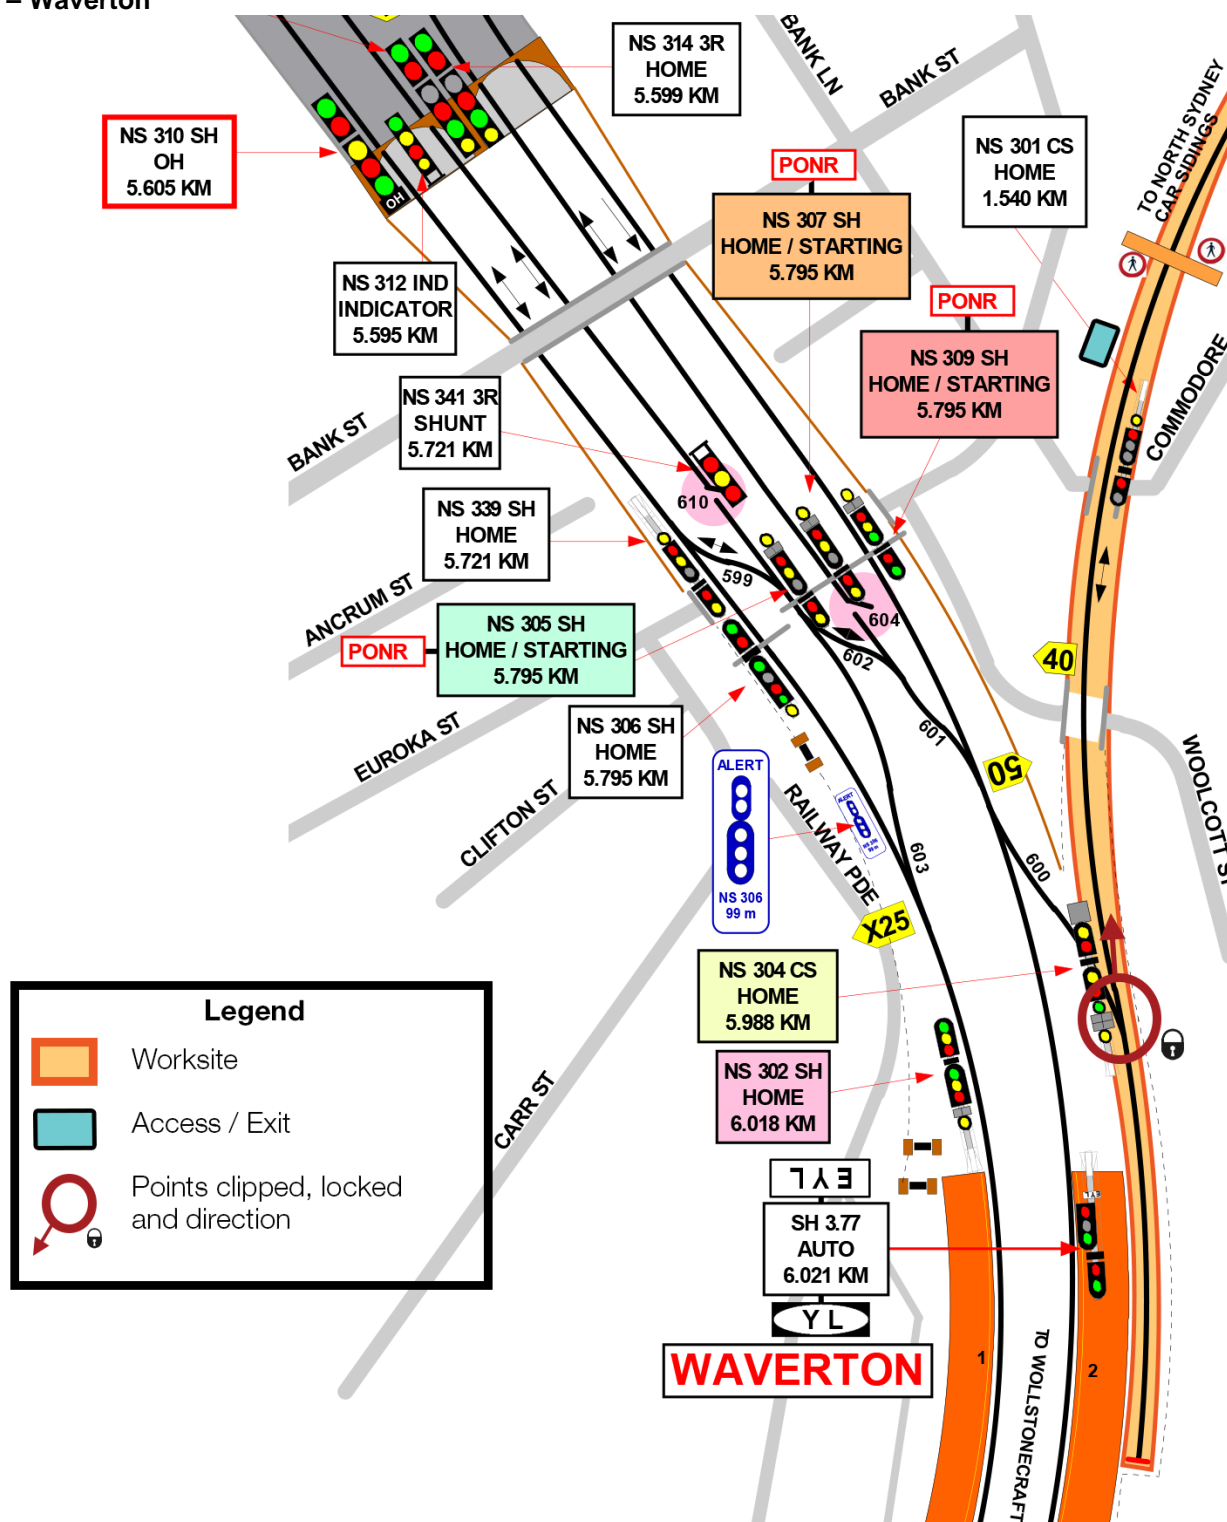 – Waverton
NS 314 3R
HOME
5.599 KM
BANK LN
BANK ST
TO NORTH SYDNEY
CAR SIDINGS
NS 310 SH
OH
5.605 KM
OH
NS 301 CS
HOME
1.540 KM
PONR
NS 307 SH
HOME / STARTING
5.795 KM
NS 312 IND
INDICATOR
5.595 KM
PONR
NS 309 SH
HOME / STARTING
5.795 KM
COMMODORE
NS 341 3R
SHUNT
5.721 KM
BANK ST
610
NS 339 SH
HOME
5.721 KM
599
ANCRUM ST
604
NS 305 SH
HOME / STARTING
5.795 KM
PONR
602
40
601
NS 306 SH
HOME
5.795 KM
EUROKA ST
50
WOOLCOTT ST
ALERT
NS 306
99 m
ALERT
NS 306
99 m
RAILWAY PDE
CLIFTON ST
603
600
X25
NS 304 CS
HOME
5.988 KM
Legend
Worksite
Access / Exit
Points clipped, locked
and direction
NS 302 SH
HOME
6.018 KM
CARR ST
EYL
EYL
SH 3.77
AUTO
6.021 KM
YL
WAVERTON
1
2
TO WOLLSTONECRAFT